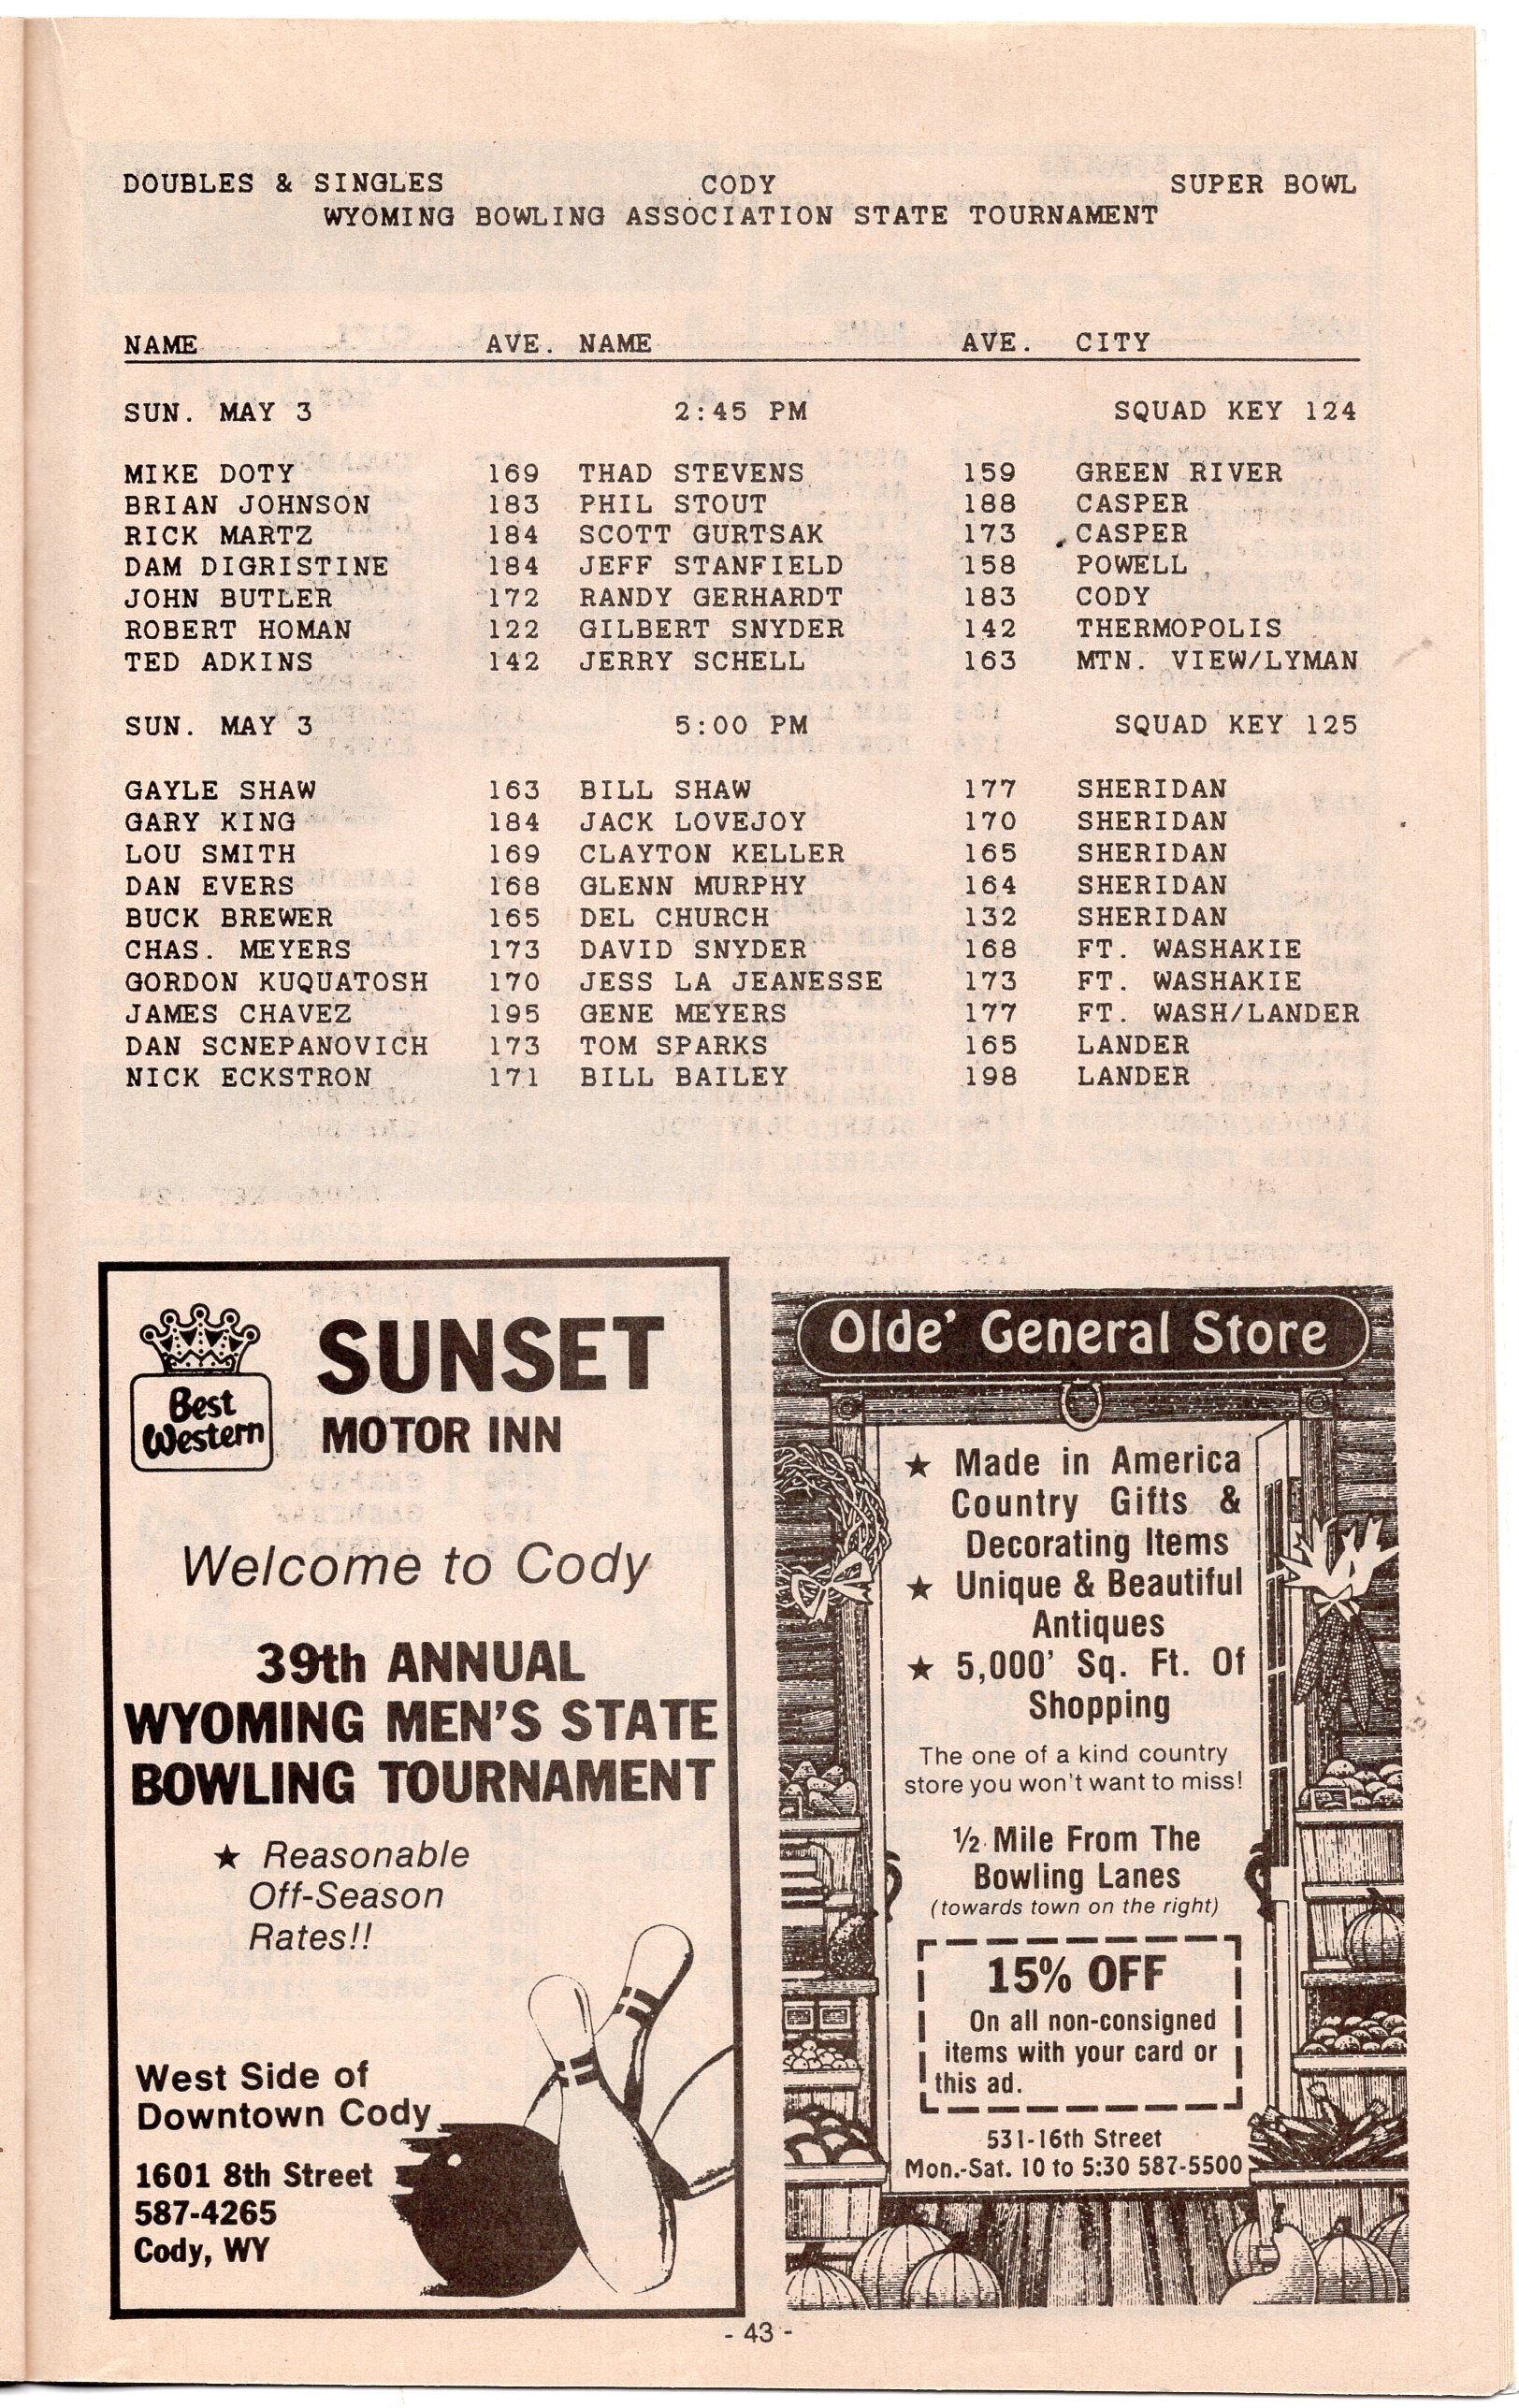 DOUBLES & SINGLES CODY SUPER BOWL
WYOMING BOWLING ASSOCIATION STATE TOURNAMENT
NAME AVE. NAME AVE. CITY
SUN. MAY 3 2:45 PM SQUAD KEY 124
MIKE DOTY 169 THAD STEVENS 159 GREEN RIVER
BRIAN JOHNSON 183 PHIL STOUT 188 CASPER
RICK MARTZ 184 SCOTT GURTSAK 173 CASPER
DAM DIGRISTINE 184 JEFF STANFIELD 158 POWELL
JOHN BUTLER 172 RANDY GERHARDT 183 CODY
ROBERT HOMAN 122 GILBERT SNYDER 142 THERMOPOLIS
TED ADKINS 142 JERRY SCHELL 163 MTN. VIEW/LYMAN
SUN. MAY 3 5:00 PM SQUAD KEY 125
GAYLE SHAW 163 BILL SHAW 177 SHERIDAN
GARY KING 184 JACK LOVEJOY 170 SHERIDAN
LOU SMITH 169 CLAYTON KELLER 165 SHERIDAN
DAN EVERS 168 GLENN MURPHY 164 SHERIDAN
BUCK BREWER 165 DEL CHURCH 132 SHERIDAN
CHAS. MEYERS 173 DAVID SNYDER 168 FT. WASHAKIE
GORDON KUQUATOSH 170 JESS LA JEANESSE 173 FT. WASHAKIE
JAMES CHAVEZ 195 GENE MEYERS 177 FT. WASH/LANDER
DAN SCNEPANOVICH 173 TOM SPARKS 165 LANDER
NICK ECKSTRON 171 BILL BAILEY 198 LANDER
Best
Western
SUNSET
MOTOR INN
Welcome to Cody
39th ANNUAL
WYOMING MEN'S STATE
BOWLING TOURNAMENT
★ Reasonable
Off-Season
Rates!!
West Side of
Downtown Cody
1601 8th Street
587-4265
Cody, WY
Olde' General Store
★ Made in America
Country Gifts &
Decorating Items
★ Unique & Beautiful
Antiques
★ 5,000' Sq. Ft. Of
Shopping
The one of a kind country
store you won't want to miss!
½ Mile From The
Bowling Lanes
(towards town on the right)
15% OFF
On all non-consigned
items with your card or
this ad.
531-16th Street
Mon.-Sat. 10 to 5:30 587-5500
- 43 -